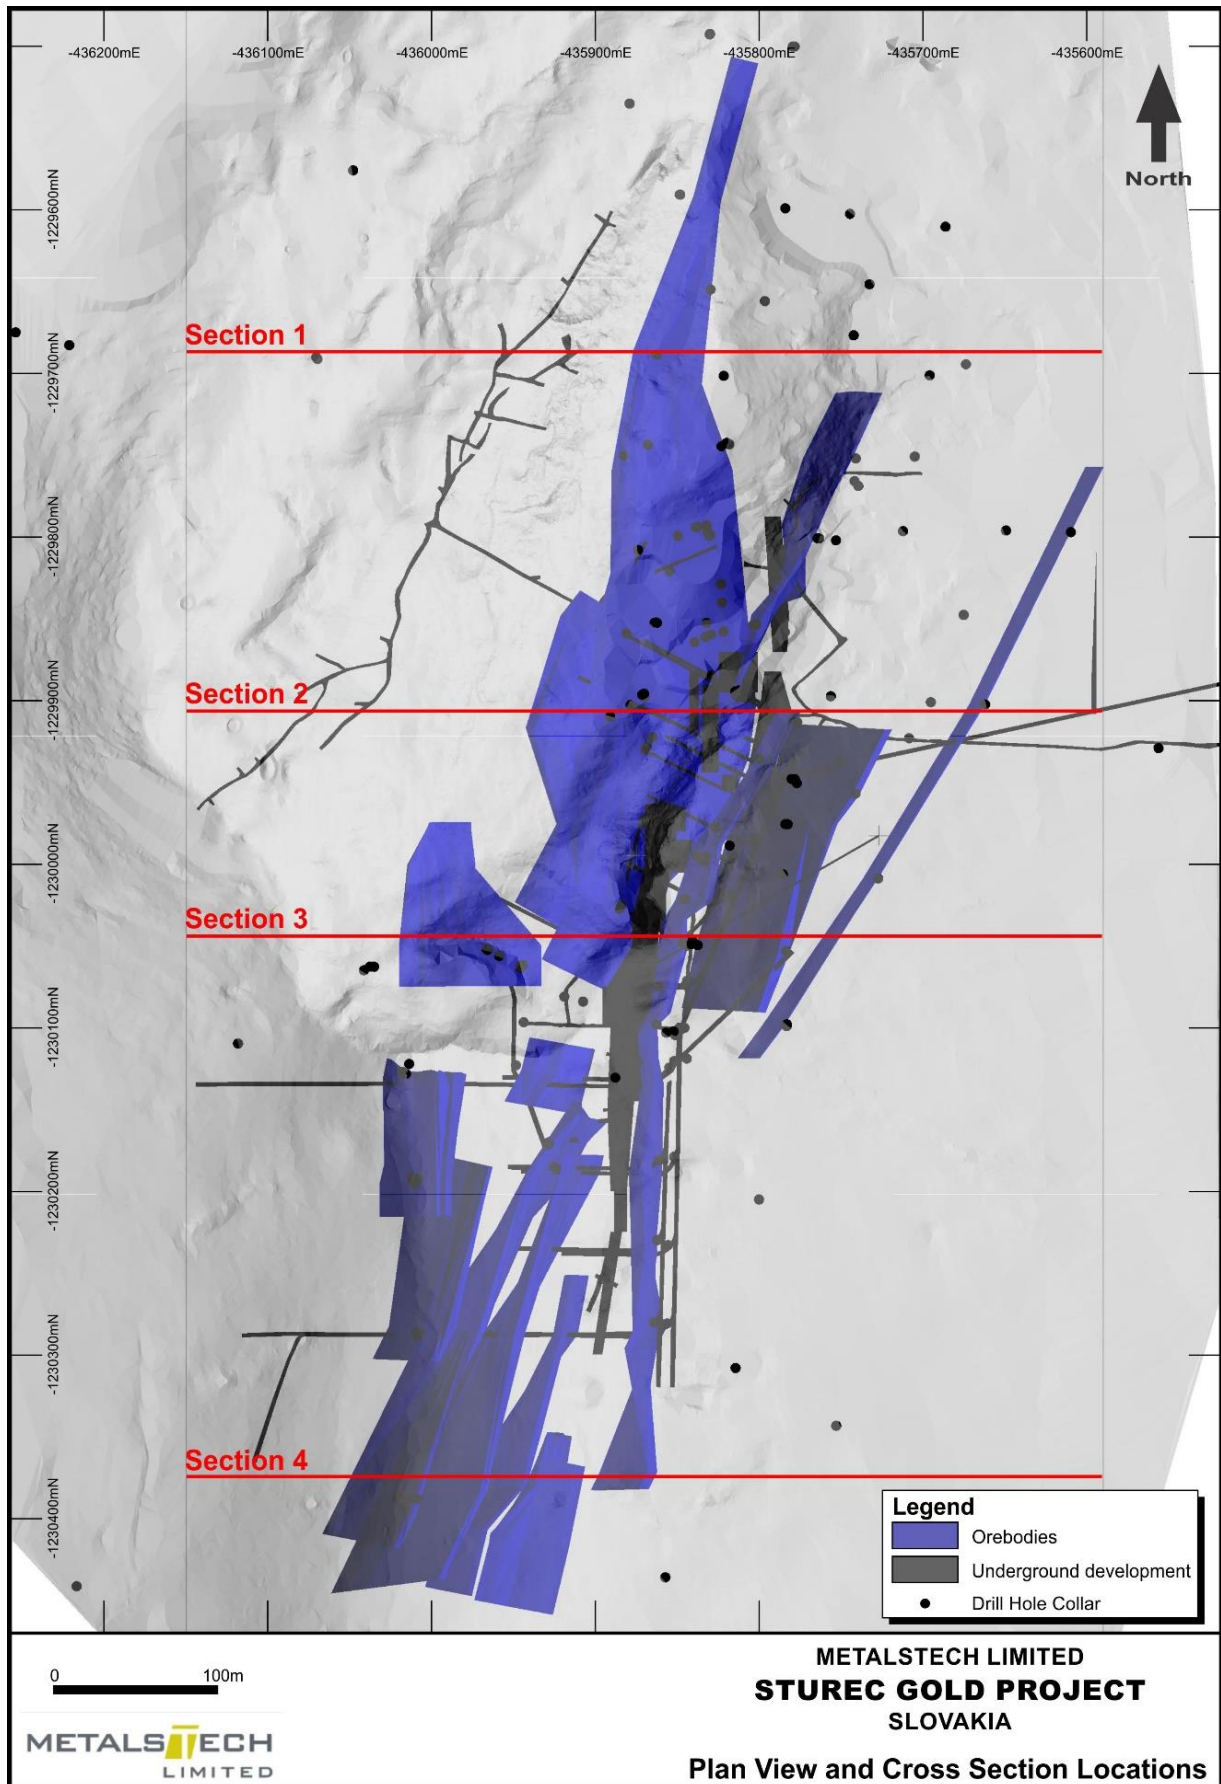 -436200mE -436100mE -436000mE -435900mE -435800mE -435700mE -435600mE
North
-1229600mN
Section 1
-1229700mN
-1229800mN
Section 2
-1229900mN
-1230000mN
Section 3
-1230100mN
-1230200mN
-1230300mN
Section 4
-1230400mN
Legend
Orebodies
Underground development
Drill Hole Collar
0 100m
METALSTECH
LIMITED
METALSTECH LIMITED
STUREC GOLD PROJECT
SLOVAKIA
Plan View and Cross Section Locations